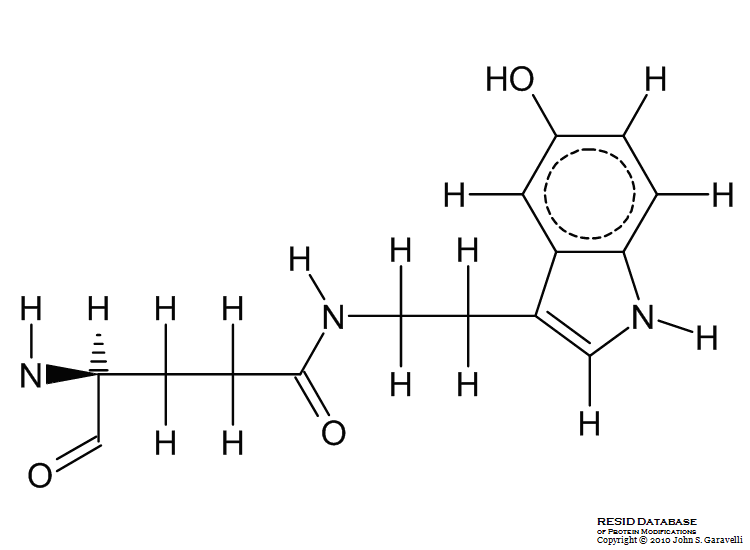 HO H
H H
H H H
H H H H
N N H
N H H
H H H
O
O
RESID DATABASE
OF PROTEIN MODIFICATIONS
Copyright © 2010 John S. Garavelli